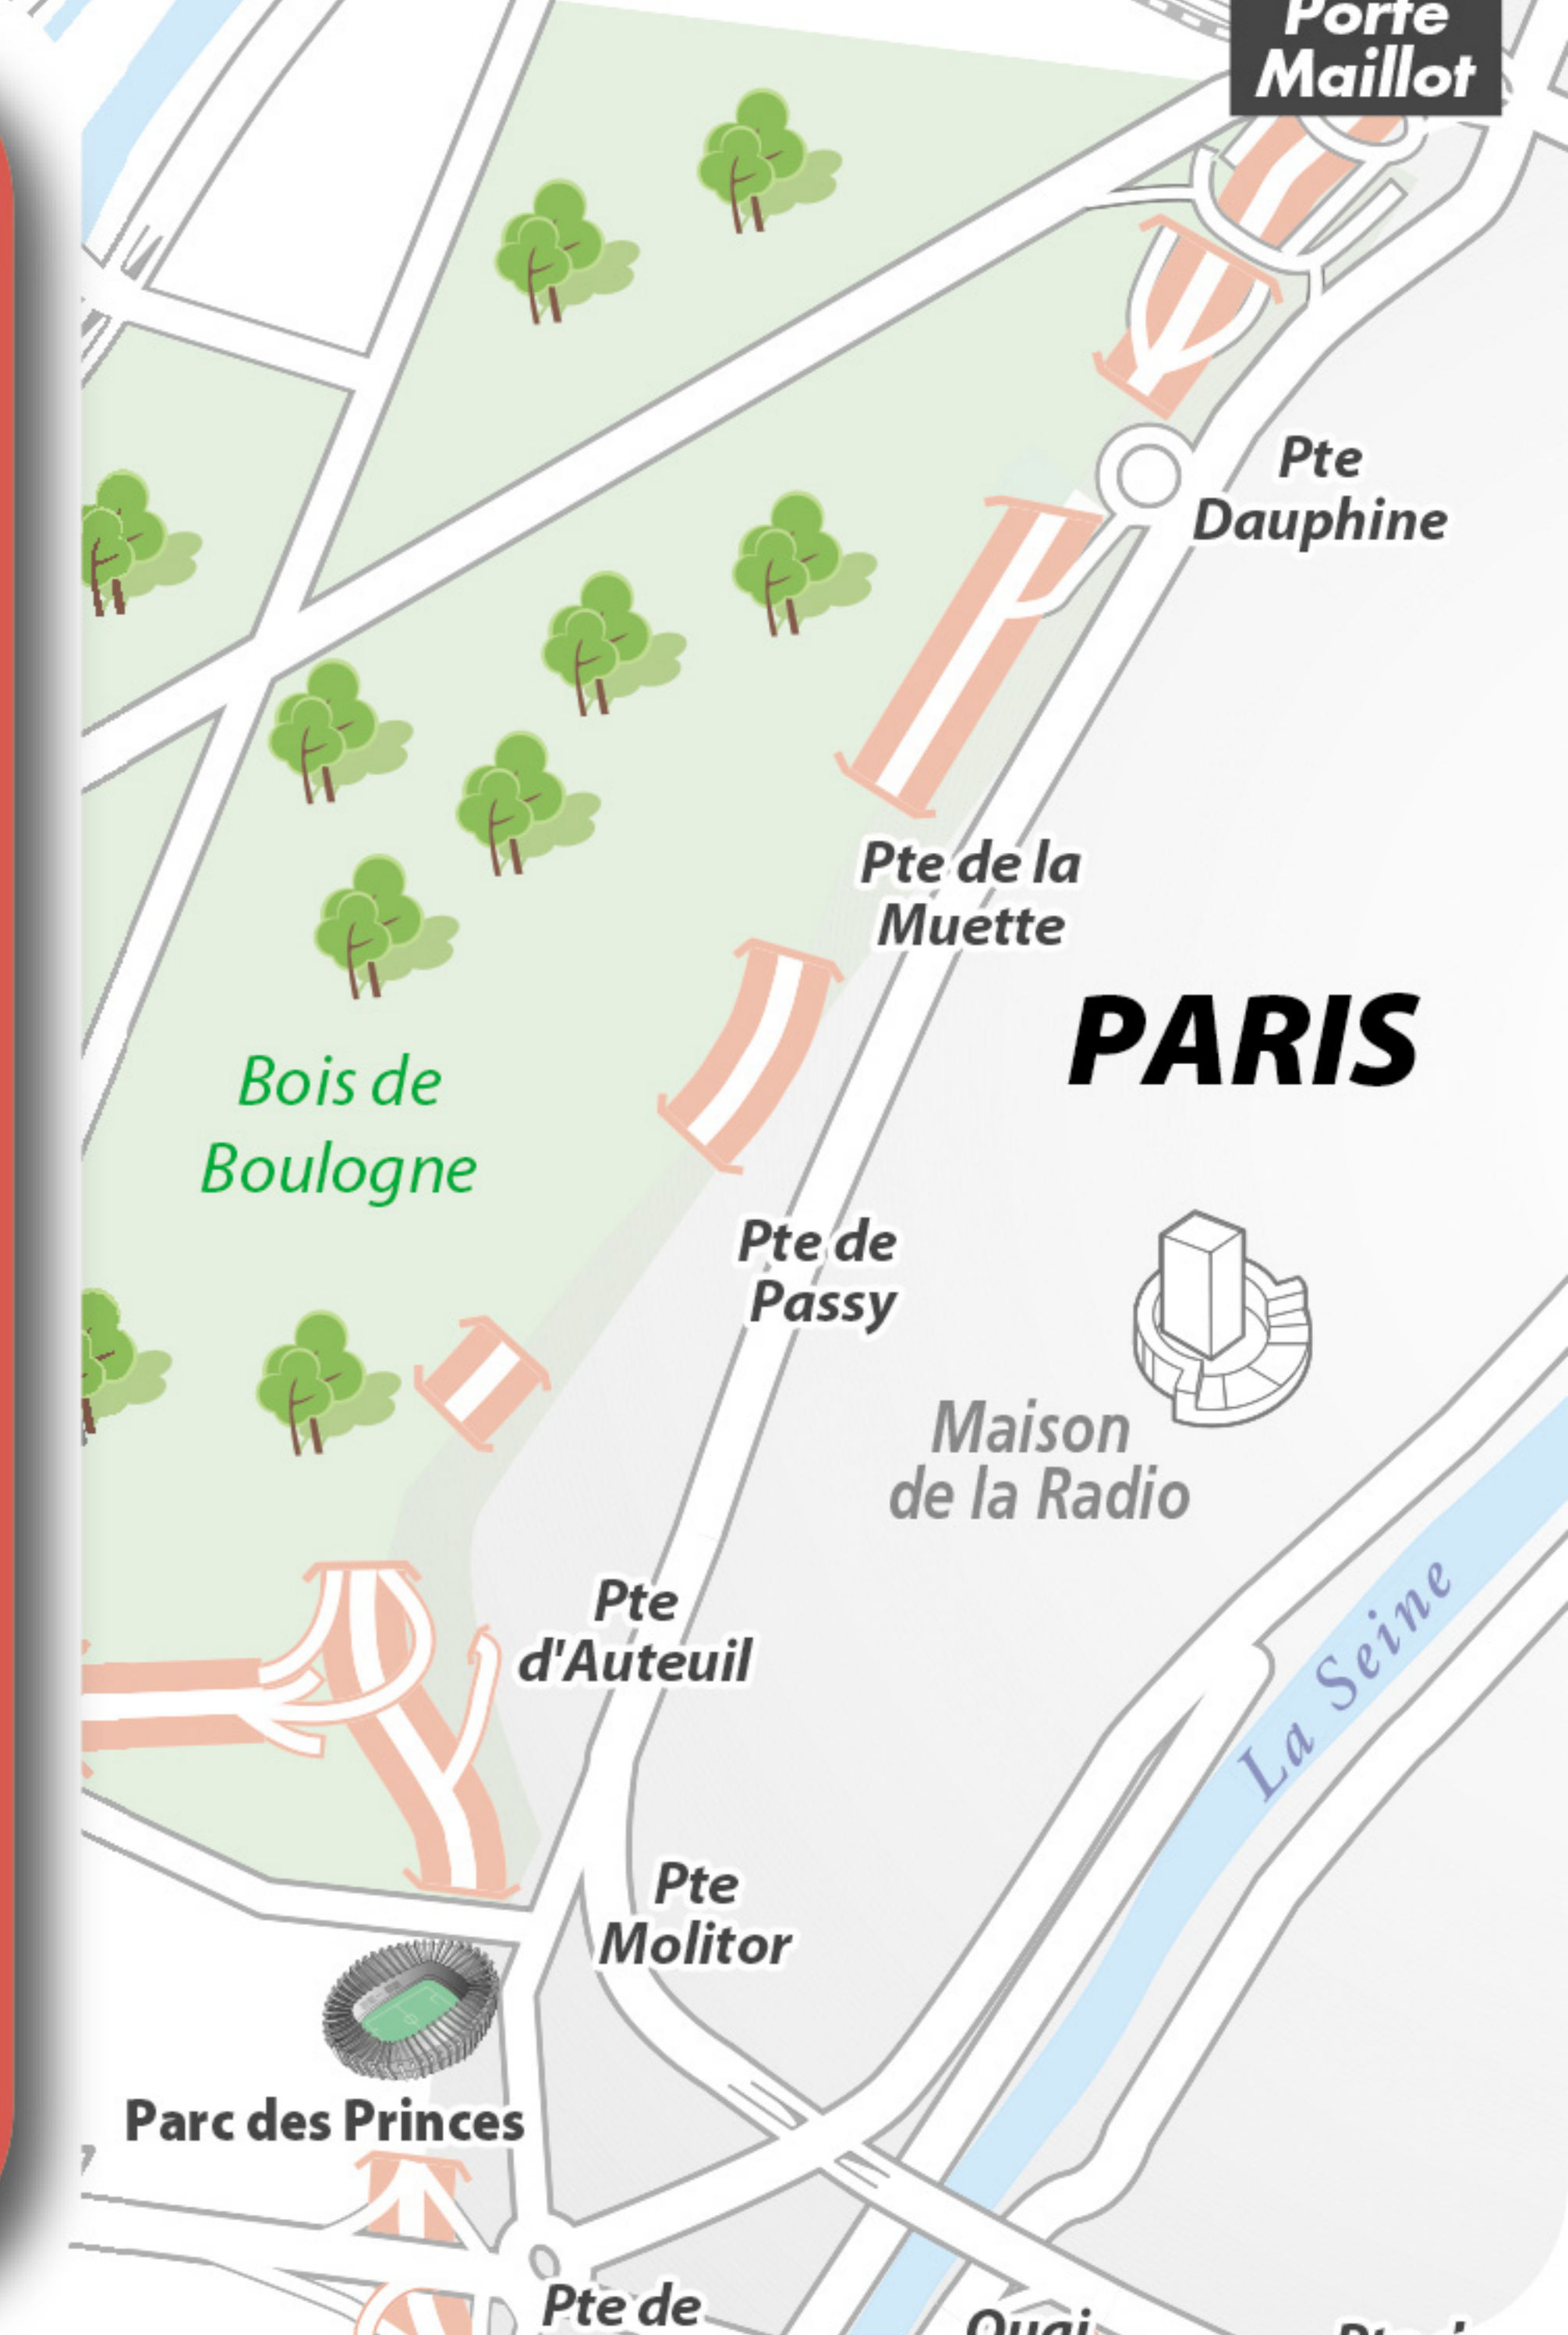 Porte
Maillot
Pte
Dauphine
Pte de la
Muette
PARIS
Bois de
Boulogne
Pte de
Passy
Maison
de la Radio
La Seine
Pte
d'Auteuil
Pte
Molitor
Parc des Princes
Pte de
Quai